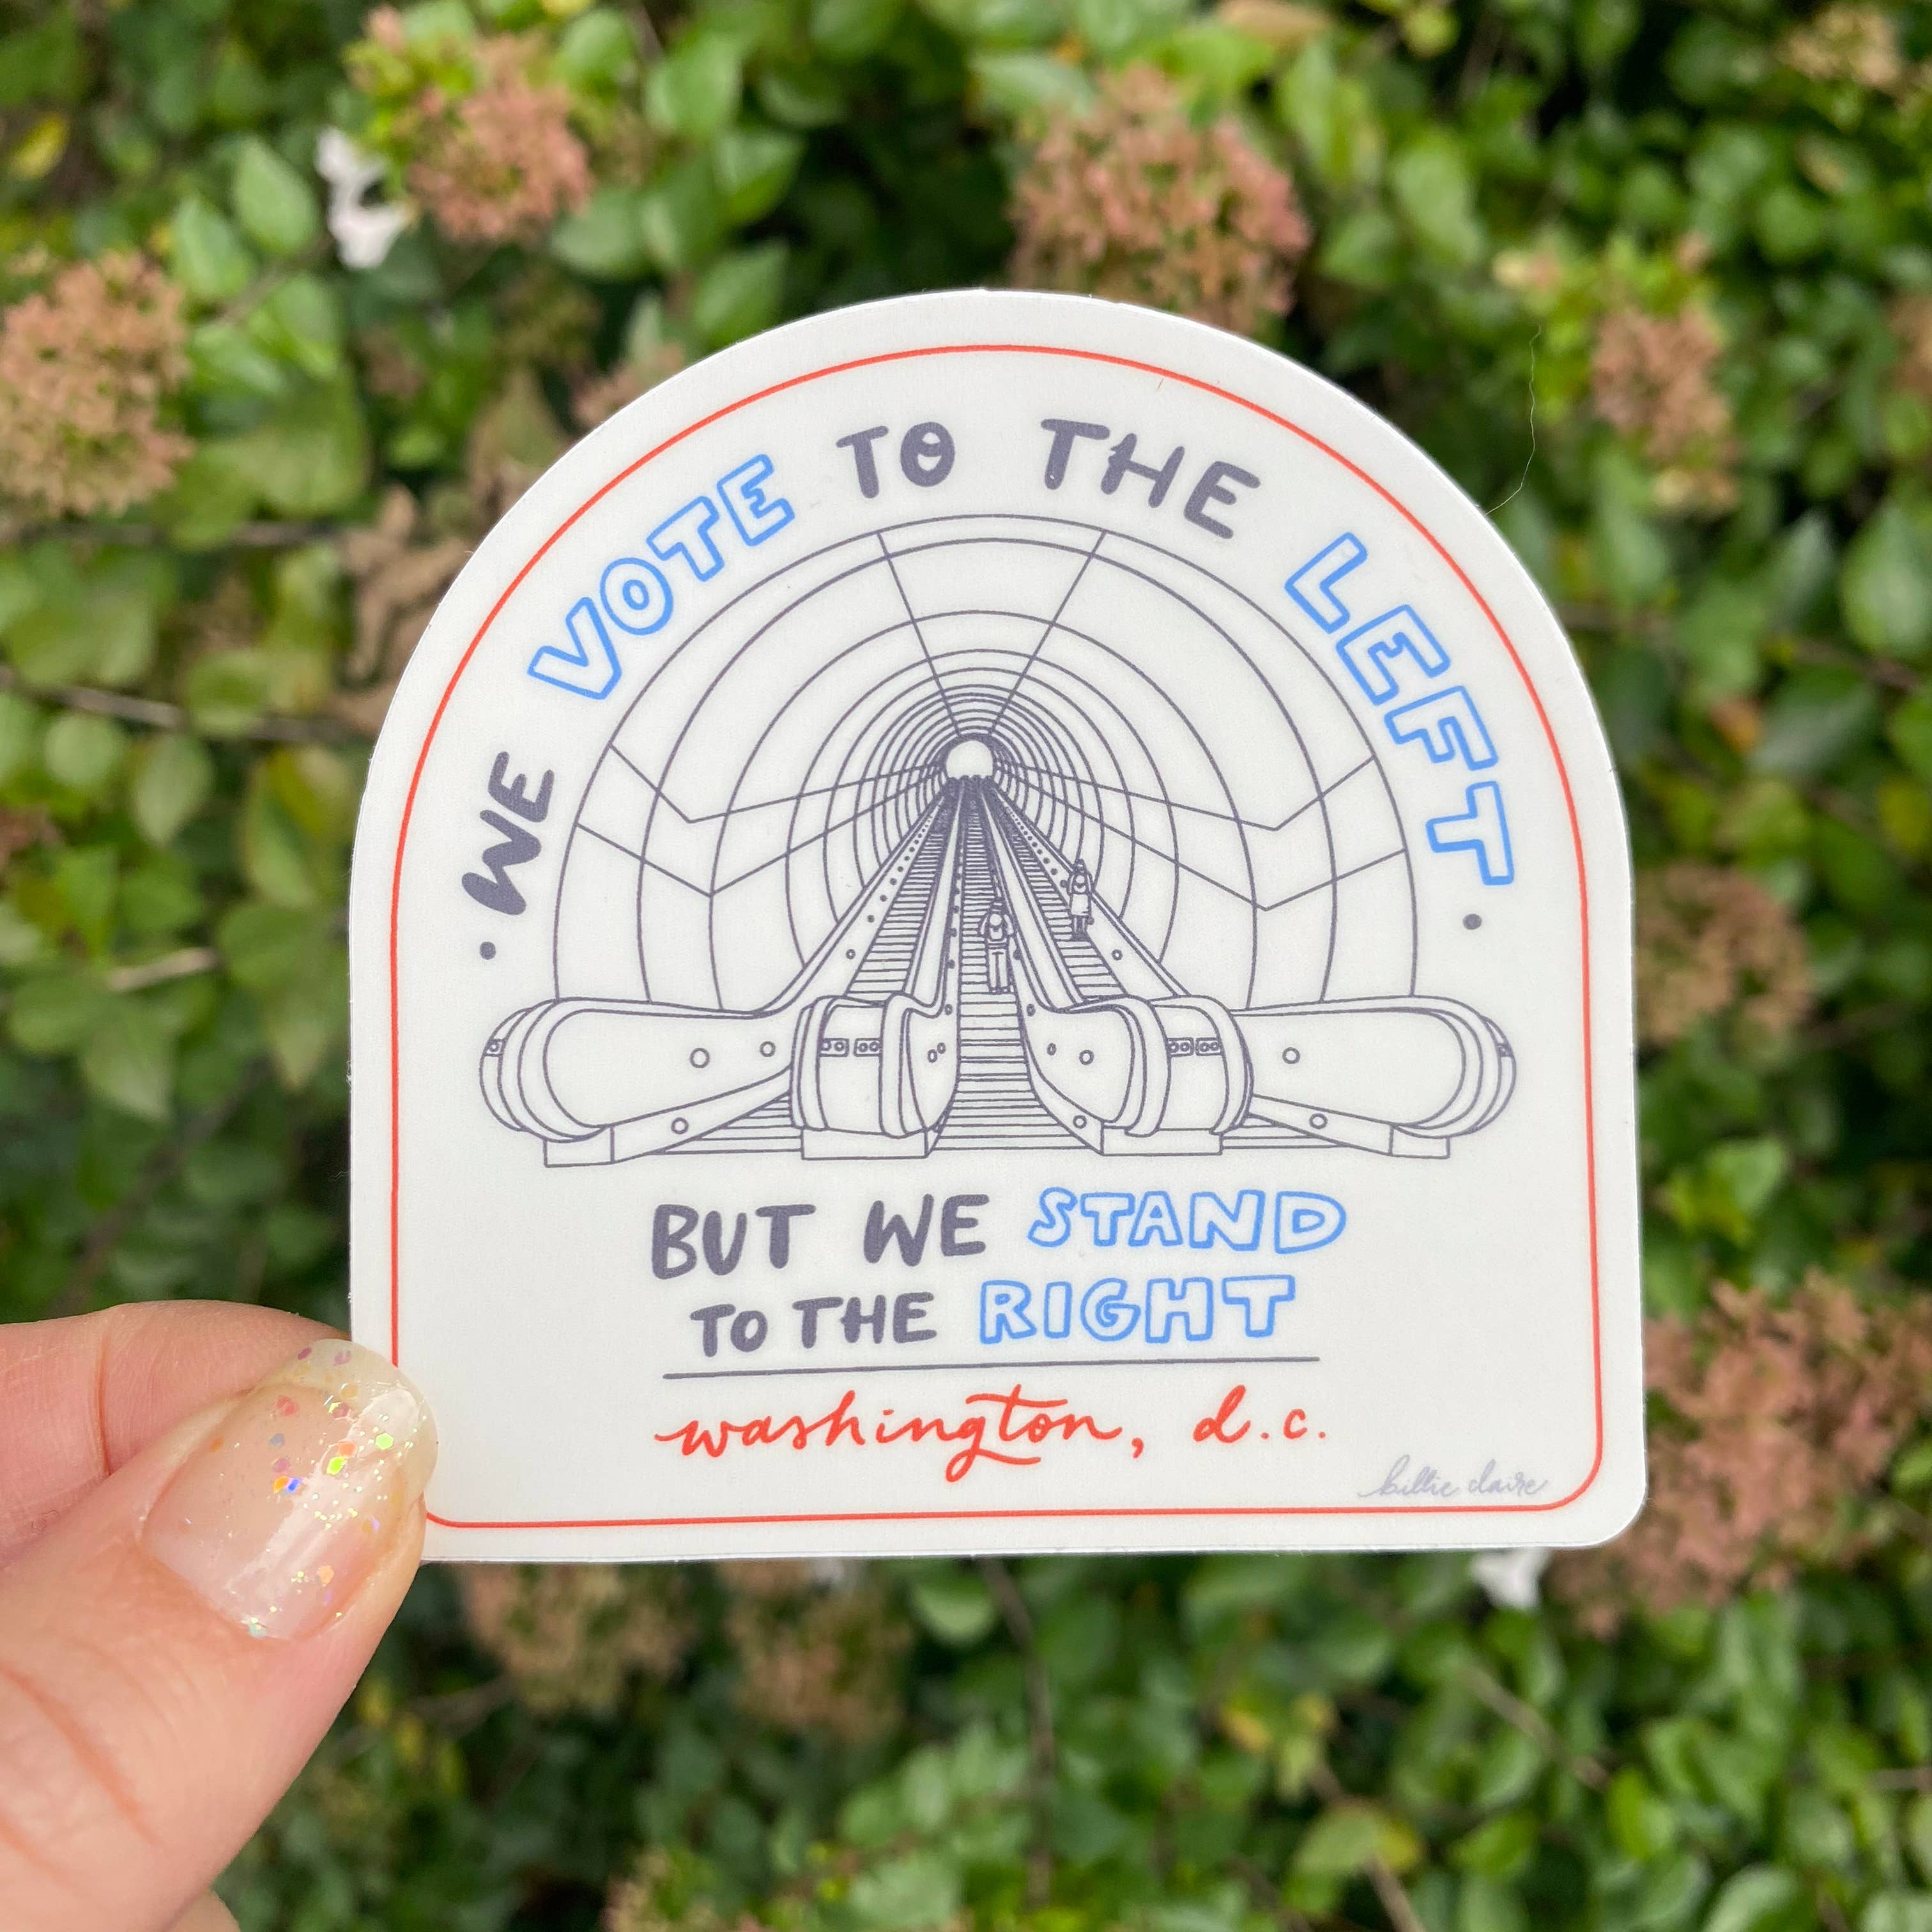 • WE VOTE TO THE LEFT •
BUT WE STAND
TO THE RIGHT
washington, d.c.
billie claire